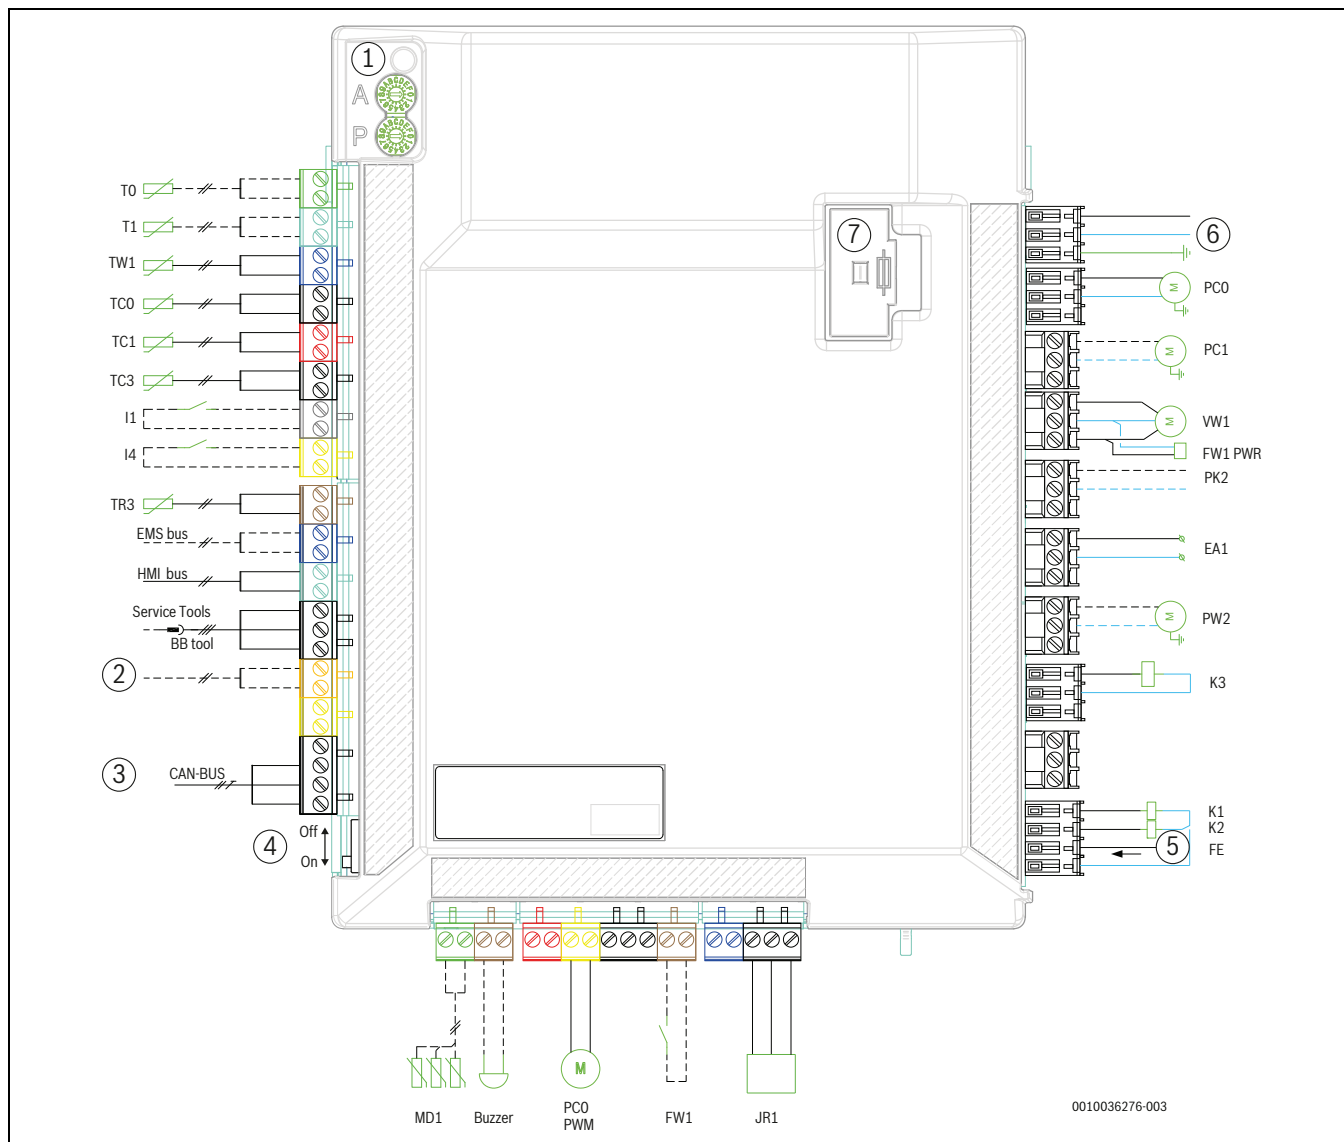 1
A
P
T0
T1
TW1
TC0
TC1
TC3
I1
I4
TR3
EMS bus
HMI bus
Service Tools
BB tool
2
3
CAN-BUS
4
Off
On
7
6
PC0
M
PC1
M
VW1
M
FW1 PWR
PK2
EA1
PW2
M
K3
K1
K2
FE
5
MD1
Buzzer
M
PC0
PWM
FW1
JR1
0010036276-003